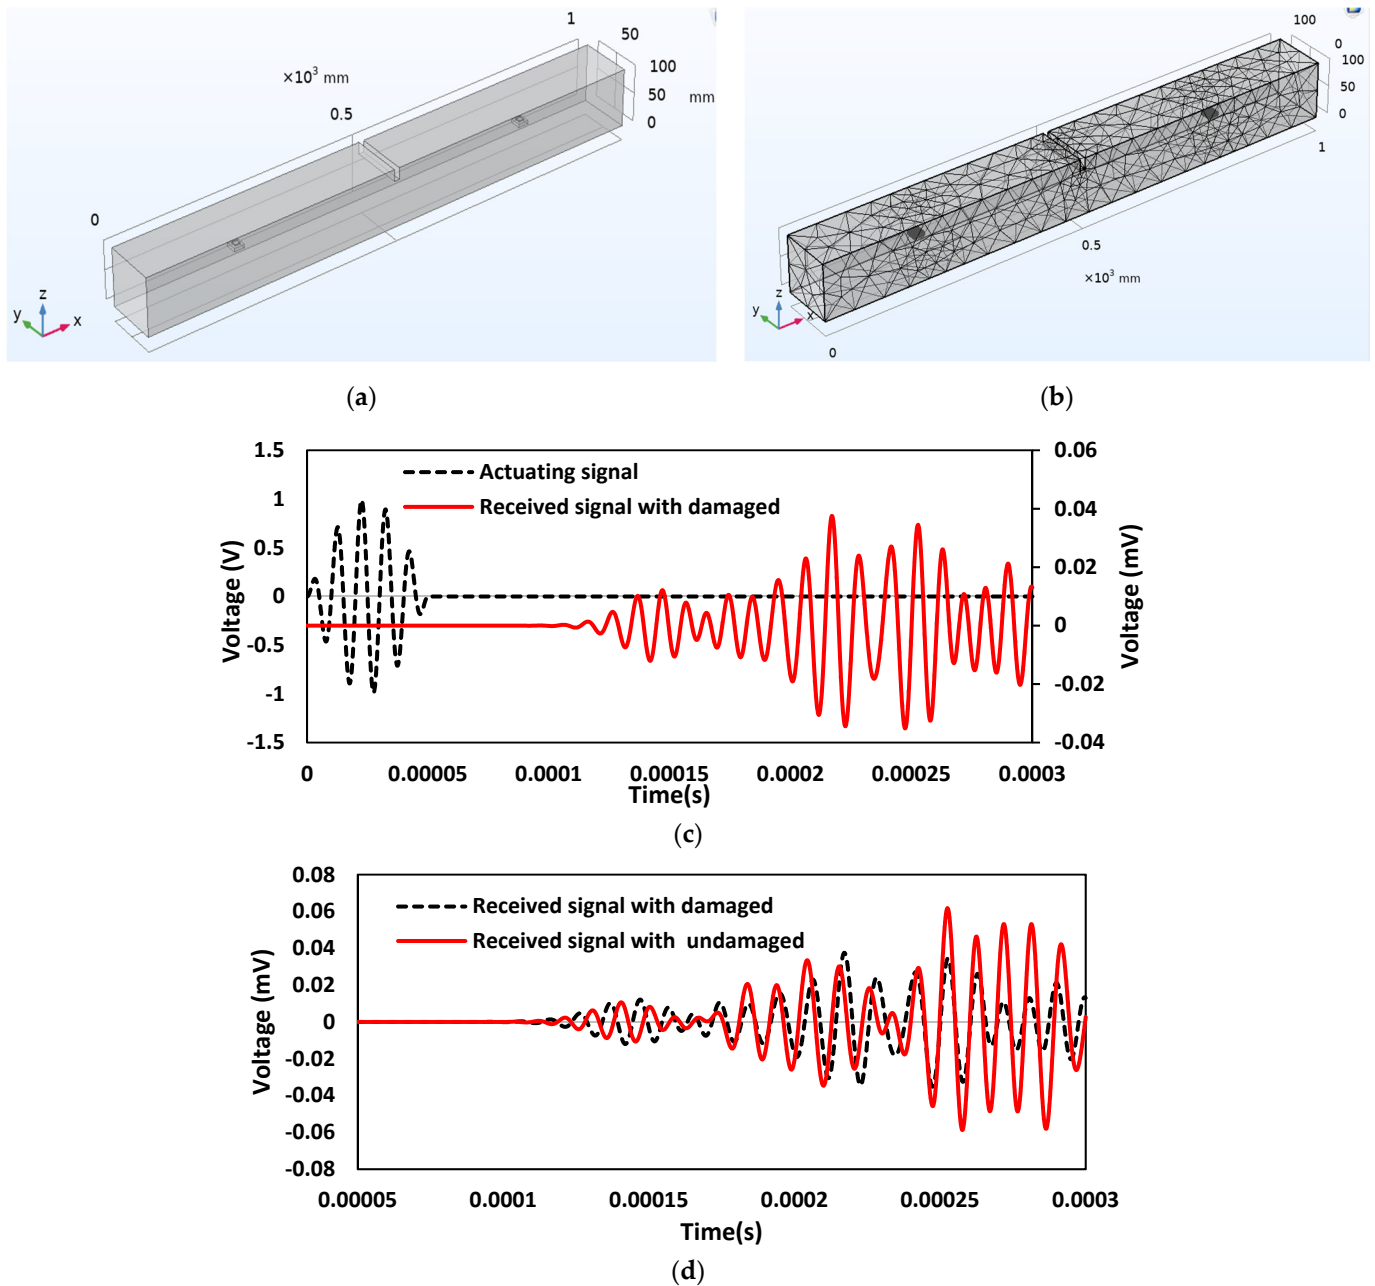 1
50
×10³ mm
100
0.5
50
mm
0
0
z
y
x
100
0
100
50
0
1
0.5
×10³ mm
z
y
x
0
(a)
(b)
1.5
0.06
Actuating signal
1
0.04
Received signal with damaged
0.5
0.02
0
0
-0.5
-0.02
-1
-1.5
-0.04
Voltage (V)
Voltage (mV)
0
0.00005
0.0001
0.00015
0.0002
0.00025
0.0003
Time(s)
(c)
0.08
Received signal with damaged
0.06
Received signal with undamaged
0.04
0.02
0
-0.02
-0.04
-0.06
-0.08
Voltage (mV)
0.00005
0.0001
0.00015
0.0002
0.00025
0.0003
Time(s)
(d)